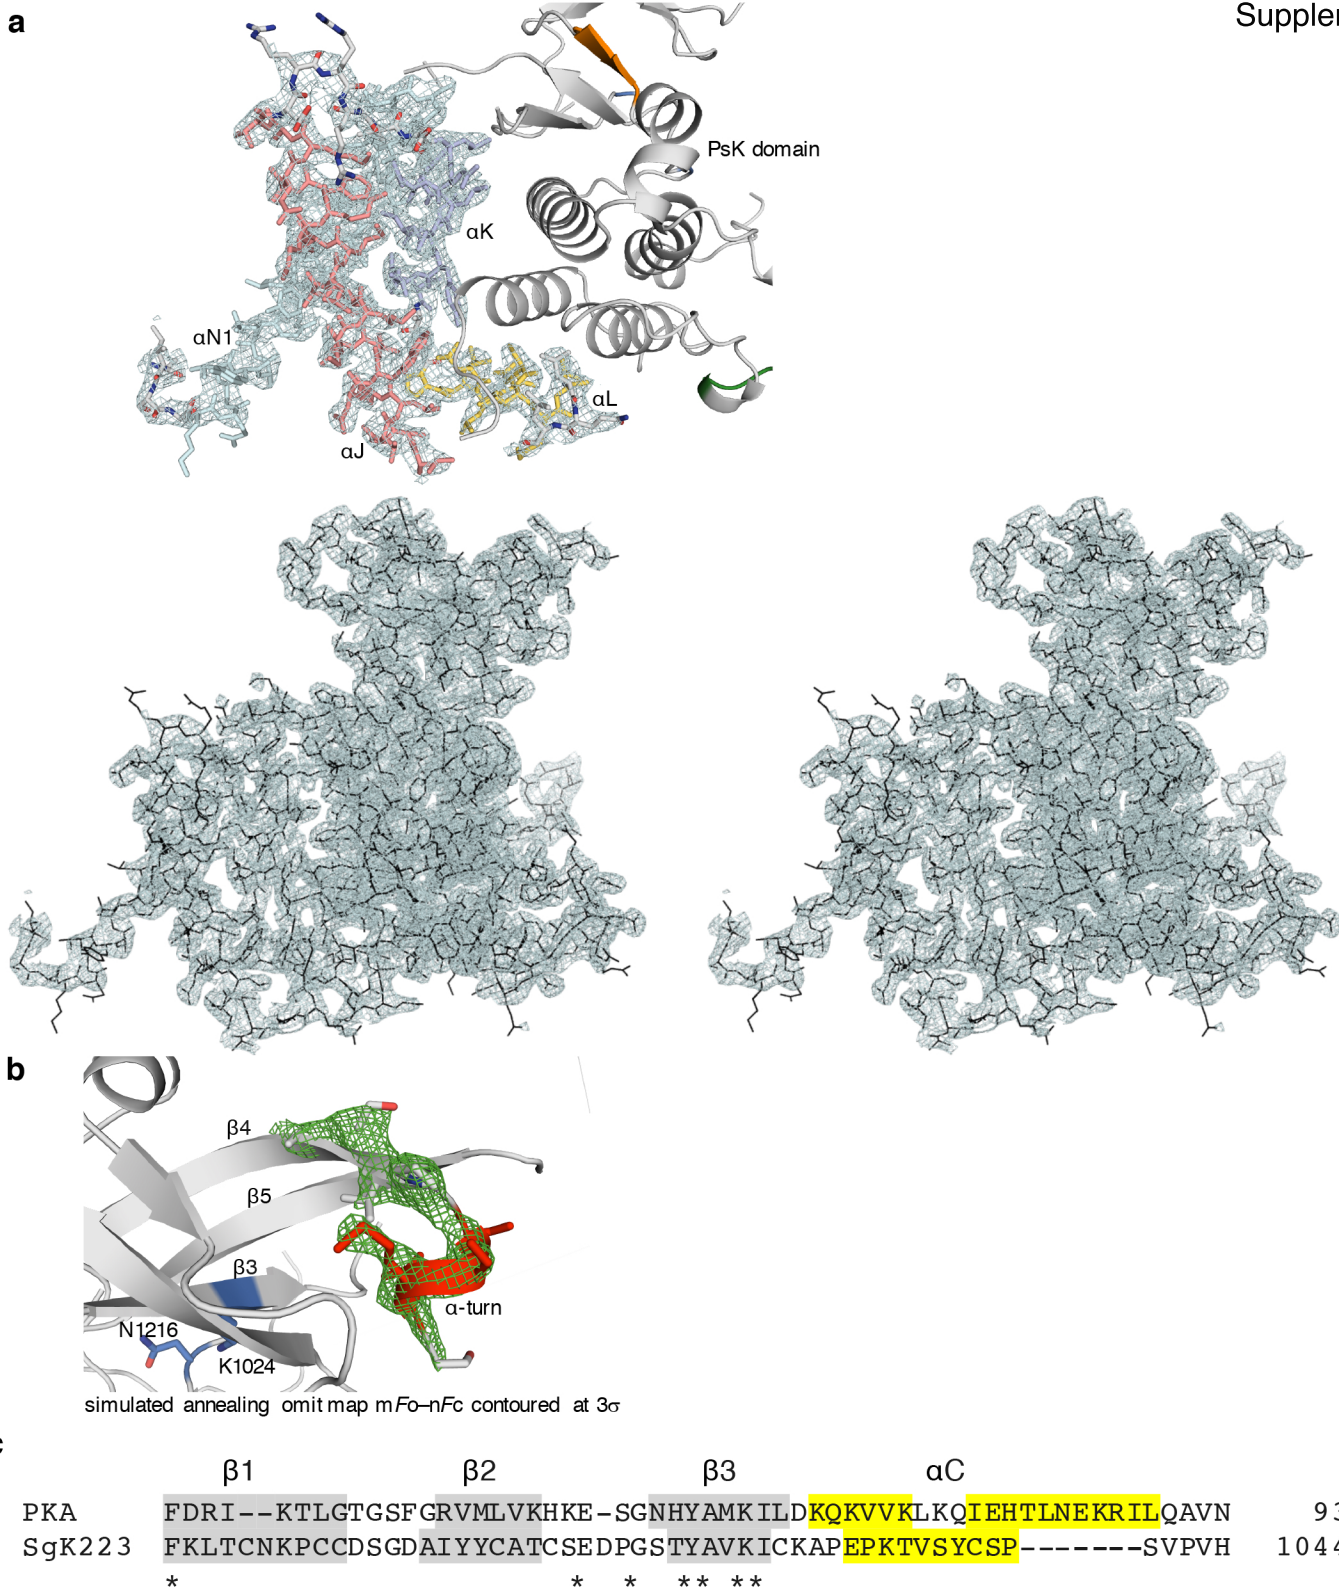 a
Suppler
PsK domain
αK
αN1
αL
αJ
b
β4
β5
β3
α-turn
N1216
K1024
simulated annealing omit map mFo–nFc contoured at 3σ
β1 β2 β3 αC
PKA FDRI--KTLGTGSFGRVMLVKHKE-SGNHYAMKILDKQKVVKLKQIEHTLNEKRILQAVN 93
SgK223 FKLTCNKPCCDSGDAIYYCATCSEDPGSTYAVKICKAPEPKTVSYCSP-------SVPVH 1044
* * * ** **